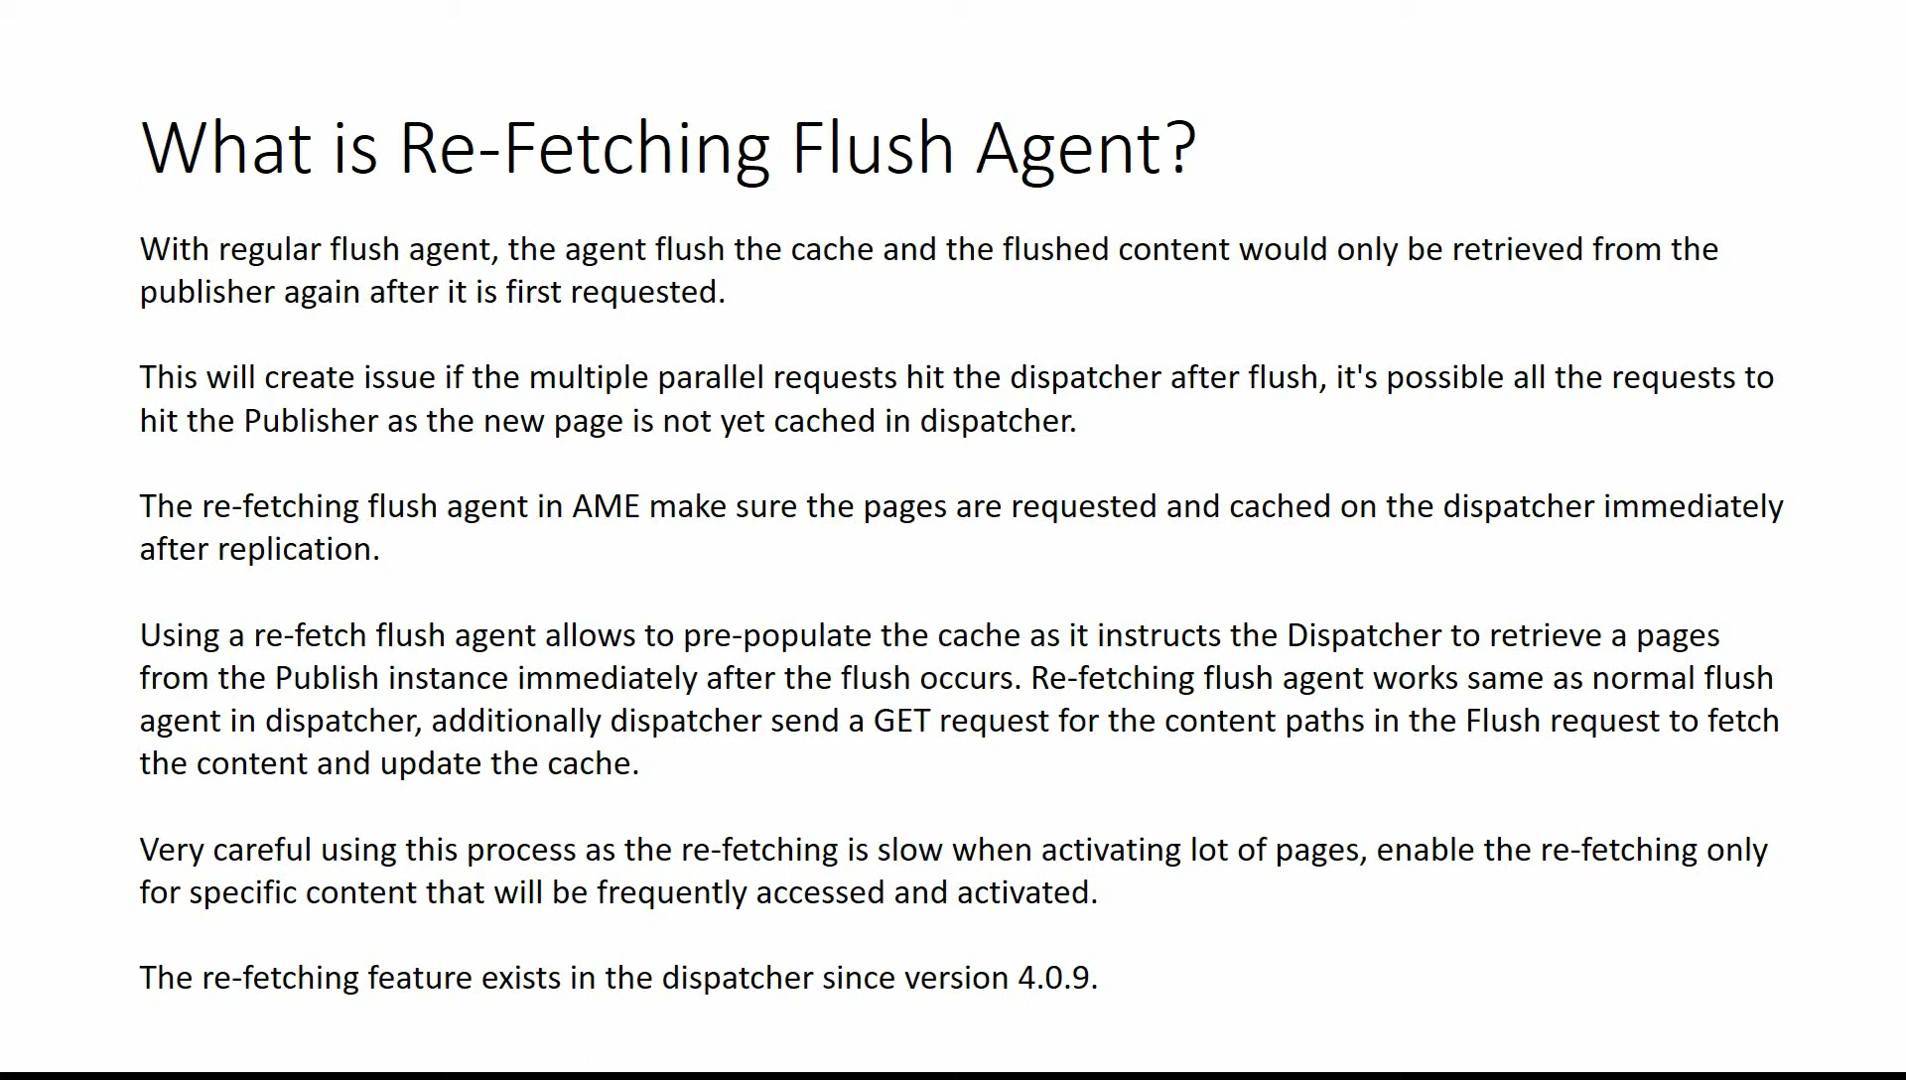 What is Re-Fetching Flush Agent?
With regular flush agent, the agent flush the cache and the flushed content would only be retrieved from the
publisher again after it is first requested.
This will create issue if the multiple parallel requests hit the dispatcher after flush, it's possible all the requests to
hit the Publisher as the new page is not yet cached in dispatcher.
The re-fetching flush agent in AME make sure the pages are requested and cached on the dispatcher immediately
after replication.
Using a re-fetch flush agent allows to pre-populate the cache as it instructs the Dispatcher to retrieve a pages
from the Publish instance immediately after the flush occurs. Re-fetching flush agent works same as normal flush
agent in dispatcher, additionally dispatcher send a GET request for the content paths in the Flush request to fetch
the content and update the cache.
Very careful using this process as the re-fetching is slow when activating lot of pages, enable the re-fetching only
for specific content that will be frequently accessed and activated.
The re-fetching feature exists in the dispatcher since version 4.0.9.